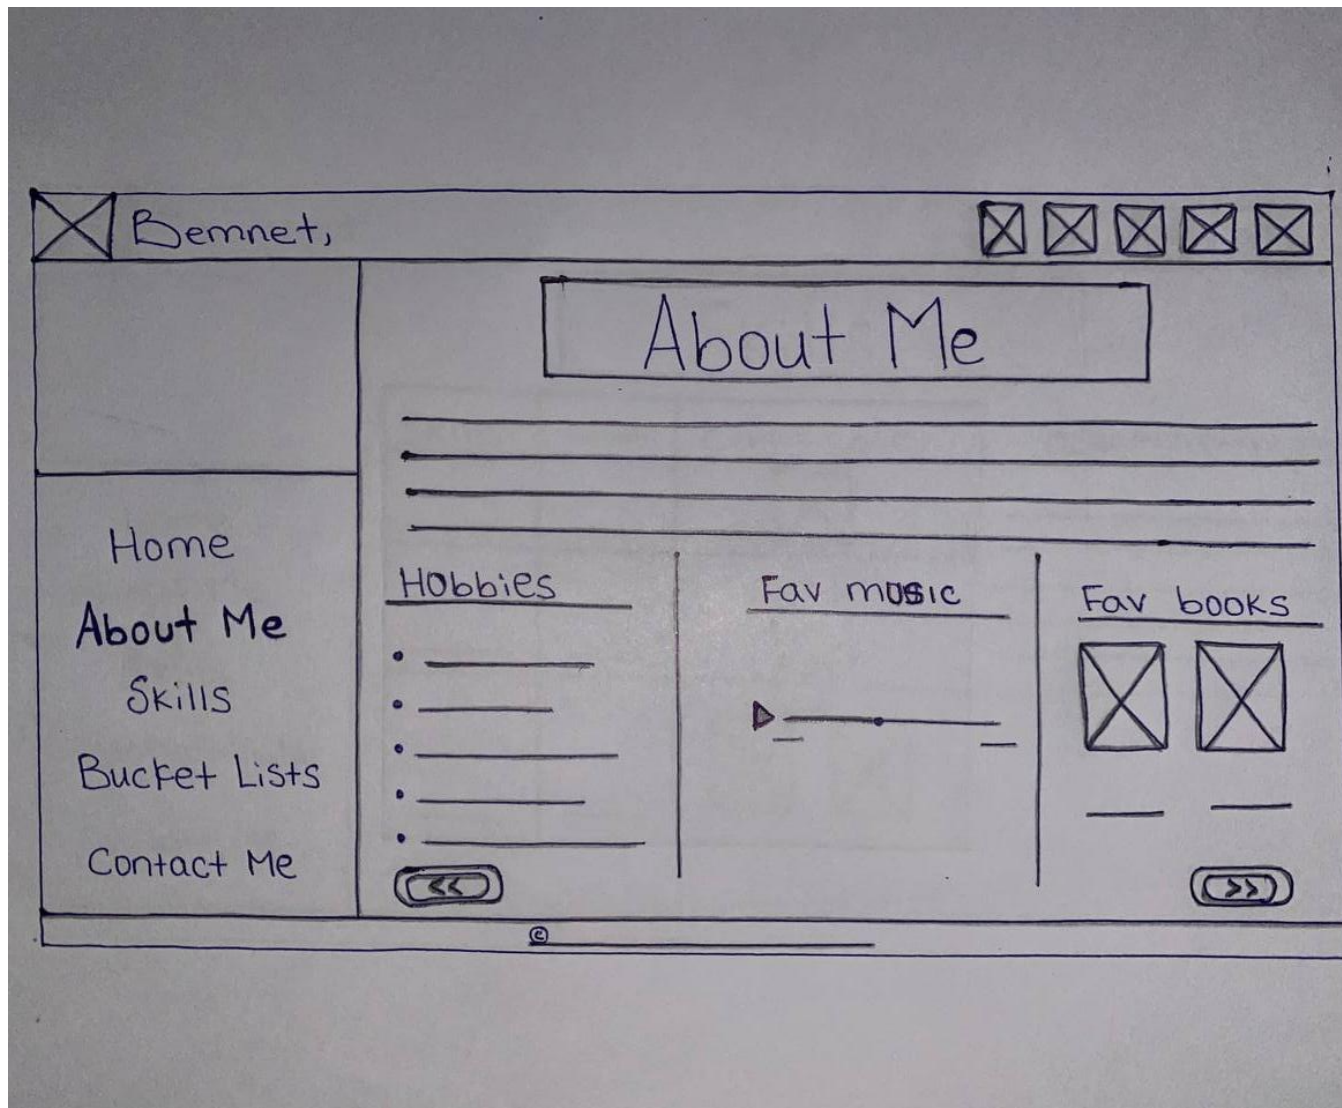 Bemnet,
About Me
Home
About Me
Skills
Bucket Lists
Contact Me
Hobbies
Fav music
Fav books
<<
>>
©